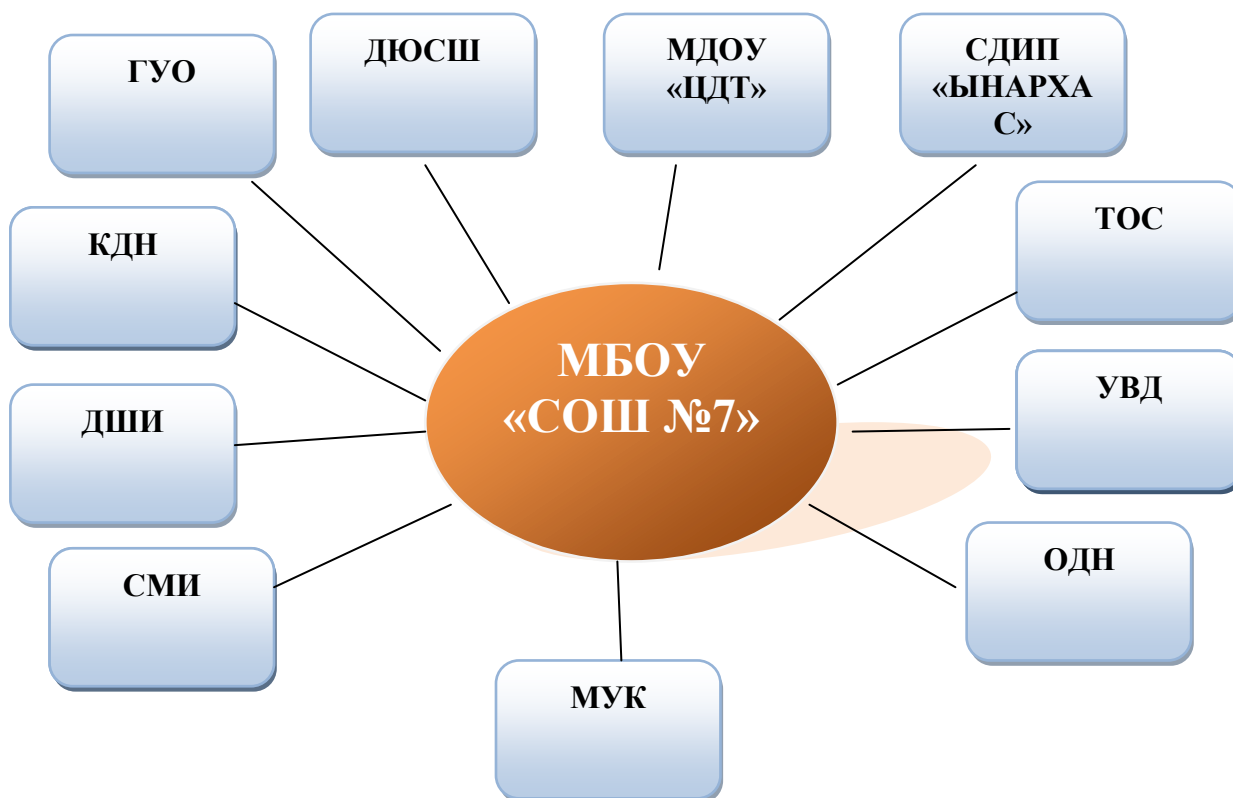 ГУО
ДЮСШ
МДОУ
«ЦДТ»
СДИП
«ЫНАРХА
С»
КДН
ТОС
МБОУ
«СОШ №7»
ДШИ
УВД
СМИ
ОДН
МУК